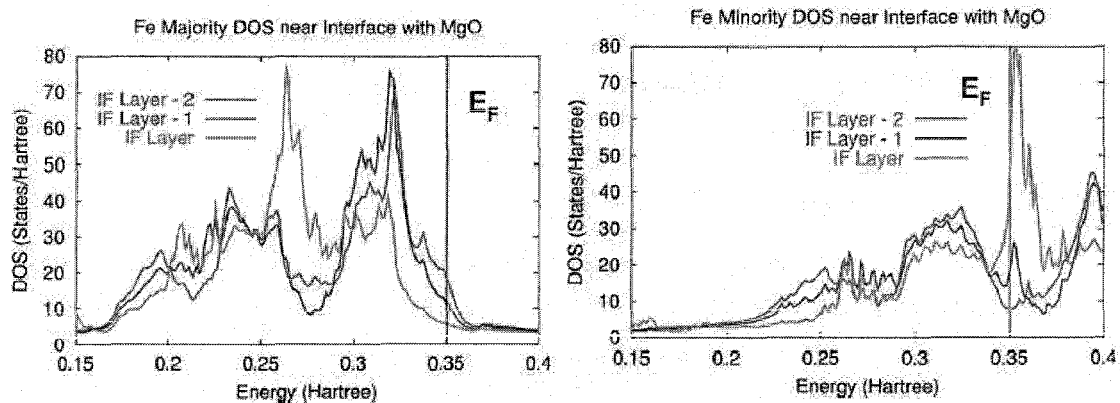 Fe Majority DOS near Interface with MgO
80
70
60
50
40
30
20
10
0
DOS (States/Hartree)
IF Layer - 2
IF Layer - 1
IF Layer
E_F
0.15 0.2 0.25 0.3 0.35 0.4
Energy (Hartree)
Fe Minority DOS near Interface with MgO
80
70
60
50
40
30
20
10
0
DOS (States/Hartree)
IF Layer - 2
IF Layer - 1
IF Layer
E_F
0.15 0.2 0.25 0.3 0.35 0.4
Energy (Hartree)